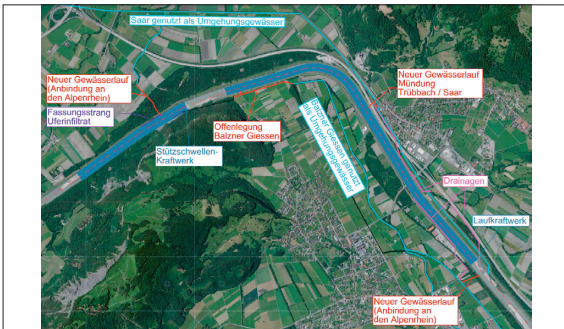 Saar genutzt als Umgehungsgewässer
Neuer Gewässerlauf
(Anbindung an
den Alpenrhein)
Fassungsstrang
Uferinfiltrat
Stützschwellen-
Kraftwerk
Offenlegung
Balzner Giessen
Balzner Giessen genutzt
als Umgehungsgewässer
Neuer Gewässerlauf
Mündung
Trübbach / Saar
Drainagen
Laufkraftwerk
Neuer Gewässerlauf
(Anbindung an
den Alpenrhein)